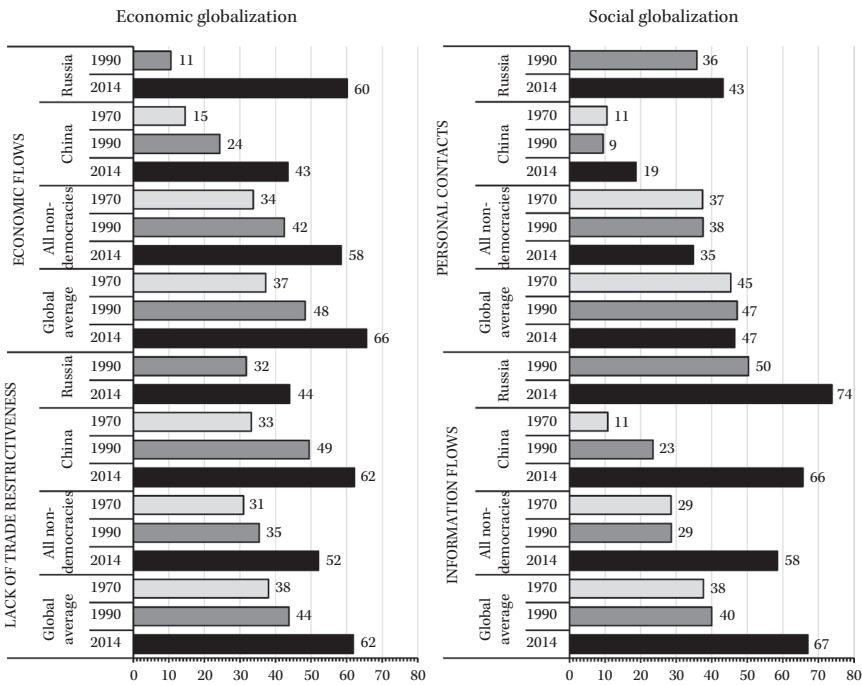 Economic globalization
ECONOMIC FLOWS
Russia
1990 11
2014 60
China
1970 15
1990 24
2014 43
All non-
democracies
1970 34
1990 42
2014 58
Global
average
1970 37
1990 48
2014 66
LACK OF TRADE RESTRICTIVENESS
Russia
1990 32
2014 44
China
1970 33
1990 49
2014 62
All non-
democracies
1970 31
1990 35
2014 52
Global
average
1970 38
1990 44
2014 62
0 10 20 30 40 50 60 70 80
Social globalization
PERSONAL CONTACTS
Russia
1990 36
2014 43
China
1970 11
1990 9
2014 19
All non-
democracies
1970 37
1990 38
2014 35
Global
average
1970 45
1990 47
2014 47
INFORMATION FLOWS
Russia
1990 50
2014 74
China
1970 11
1990 23
2014 66
All non-
democracies
1970 29
1990 29
2014 58
Global
average
1970 38
1990 40
2014 67
0 10 20 30 40 50 60 70 80